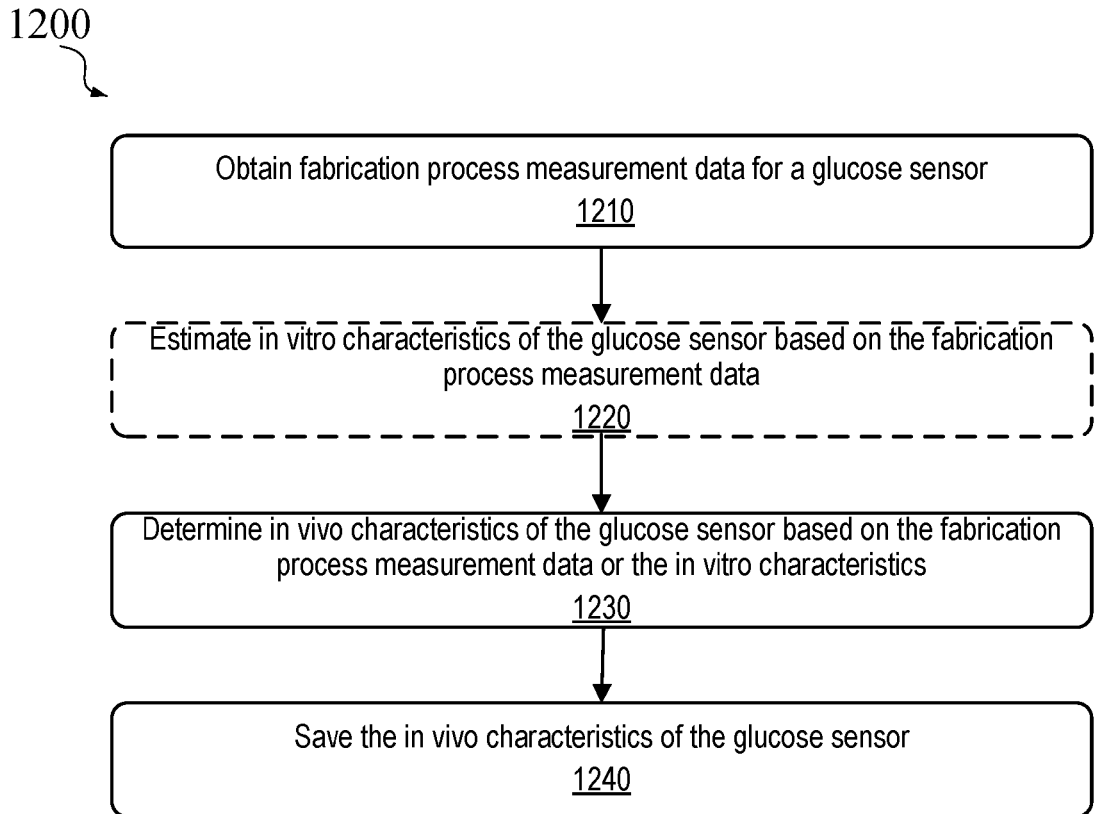 1200
Obtain fabrication process measurement data for a glucose sensor
1210
Estimate in vitro characteristics of the glucose sensor based on the fabrication
process measurement data
1220
Determine in vivo characteristics of the glucose sensor based on the fabrication
process measurement data or the in vitro characteristics
1230
Save the in vivo characteristics of the glucose sensor
1240